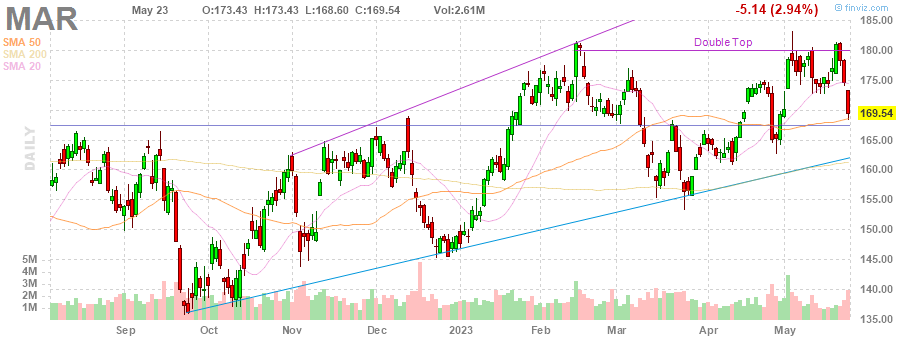 MAR
May 23 O:173.43 H:173.43 L:168.60 C:169.54 Vol:2.61M -5.14 (2.94%) finviz.com
SMA 50
SMA 200
SMA 20
Double Top
DAILY
185.00
180.00
175.00
169.54
165.00
160.00
155.00
150.00
145.00
140.00
135.00
5M
4M
3M
2M
1M
Sep Oct Nov Dec 2023 Feb Mar Apr May